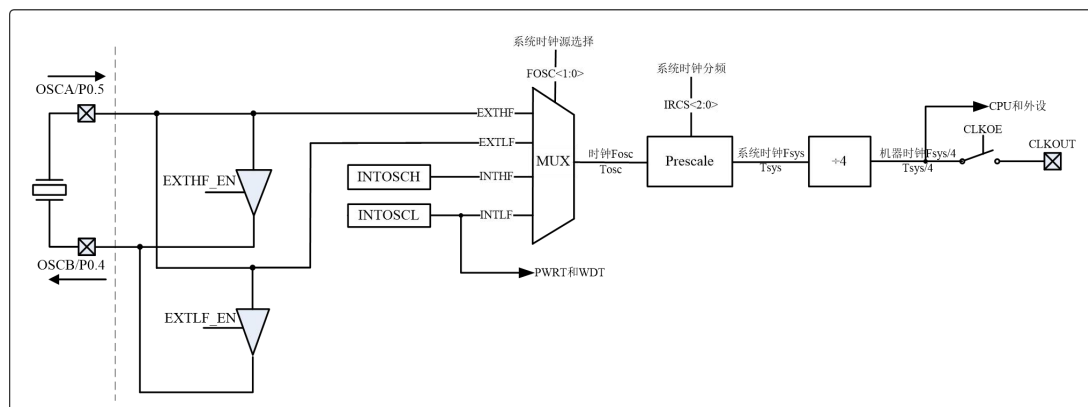 系统时钟源选择
FOSC<1:0>
系统时钟分频
IRCS<2:0>
OSCA/P0.5
EXTHF
CPU和外设
CLKOE
CLKOUT
EXTLF
MUX
时钟Fosc
Tosc
Prescale
系统时钟Fsys
Tsys
÷4
机器时钟Fsys/4
Tsys/4
INTOSCH
INTHF
EXTHF_EN
INTOSCL
INTLF
OSCB/P0.4
PWRT和WDT
EXTLF_EN